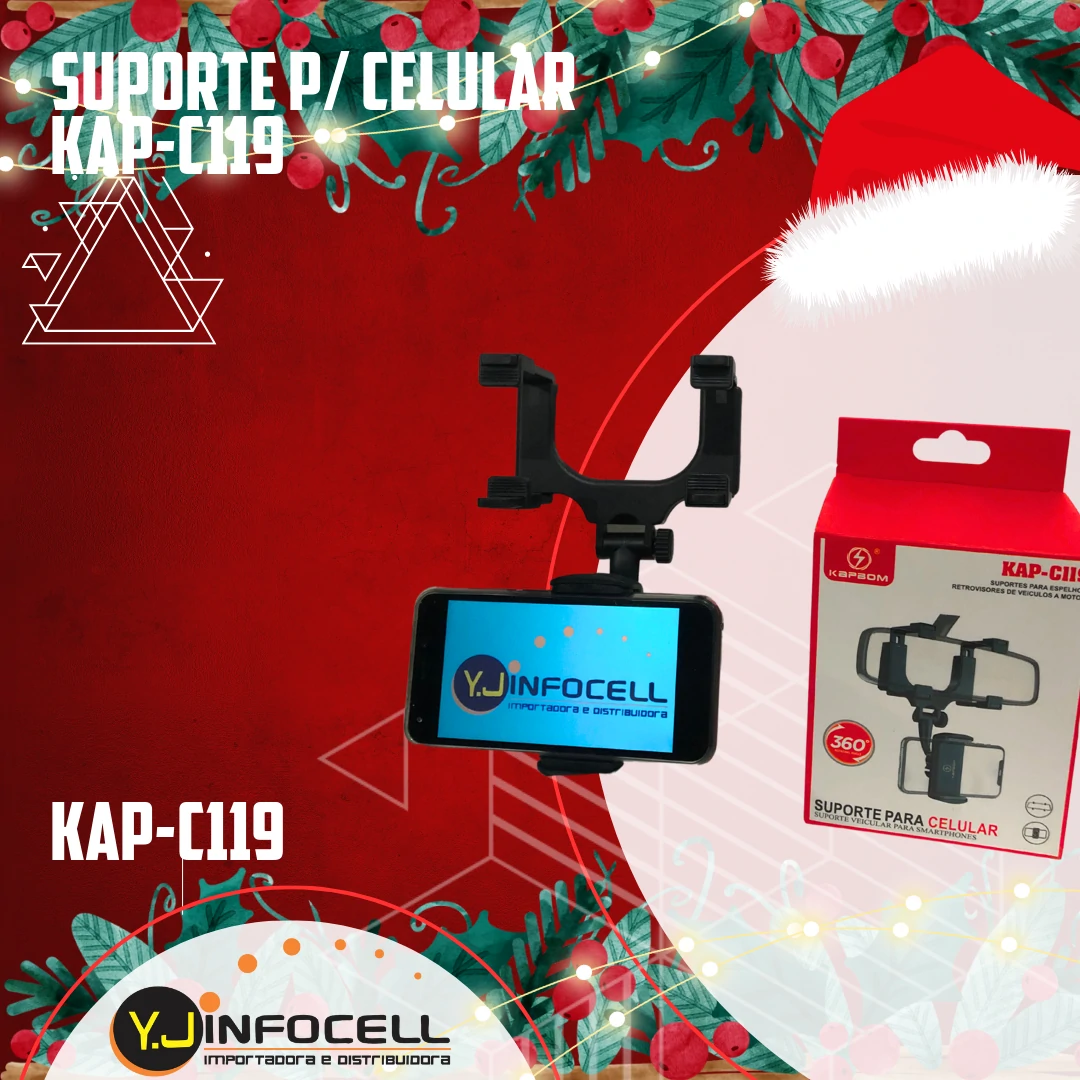 SUPORTE P/ CELULAR
KAP-C119
Y.J INFOCELL
IMPORTADORA E DISTRIBUIDORA
KAPBOM
KAP-C119
SUPORTES PARA ESPELHO
RETROVISORES DE VEICULOS A MOTO
360°
SUPORTE PARA CELULAR
SUPORTE VEICULAR PARA SMARTPHONES
KAP-C119
Y.J INFOCELL
IMPORTADORA E DISTRIBUIDORA